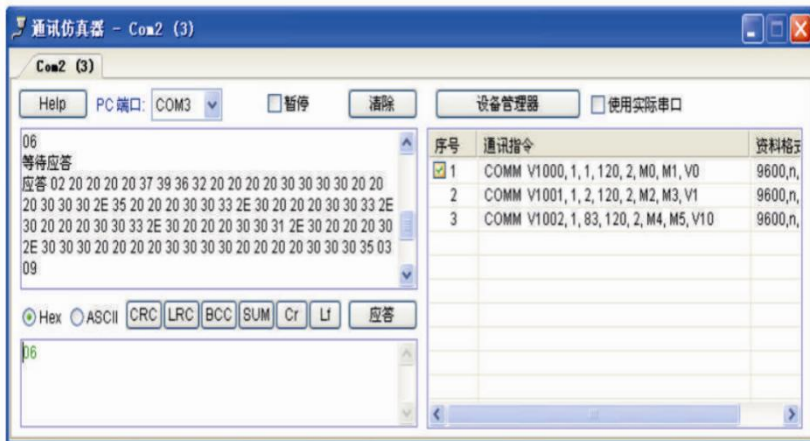 通讯仿真器 - Com2 (3)
Com2 (3)
Help PC端口: COM3 暂停 清除 设备管理器 使用实际串口
06
等待应答
应答 02 20 20 20 20 37 39 36 32 20 20 20 20 30 30 30 30 20 20
20 30 30 30 2E 35 20 20 20 30 30 33 2E 30 20 20 20 30 30 33 2E
30 20 20 20 30 30 33 2E 30 20 20 20 30 30 31 2E 30 20 20 20 30
2E 30 30 30 20 20 20 20 30 30 30 30 20 20 20 20 30 30 30 35 03
09
Hex ASCII CRC LRC BCC SUM Cr Lf 应答
06
序号 通讯指令 资料格式
1 COMM V1000, 1, 1, 120, 2, M0, M1, V0 9600,n,
2 COMM V1001, 1, 2, 120, 2, M2, M3, V1 9600,n,
3 COMM V1002, 1, 83, 120, 2, M4, M5, V10 9600,n,